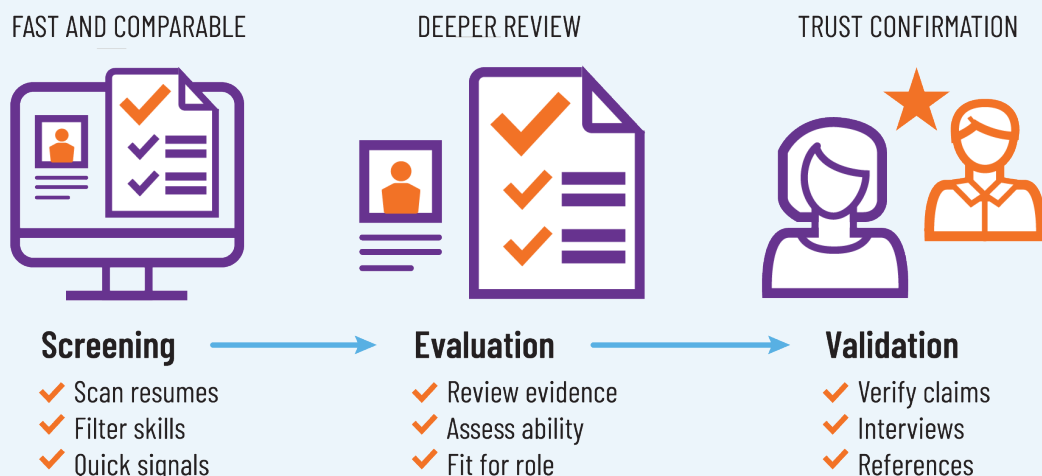 FAST AND COMPARABLE
DEEPER REVIEW
TRUST CONFIRMATION
Screening
Evaluation
Validation
Scan resumes
Filter skills
Quick signals
Review evidence
Assess ability
Fit for role
Verify claims
Interviews
References